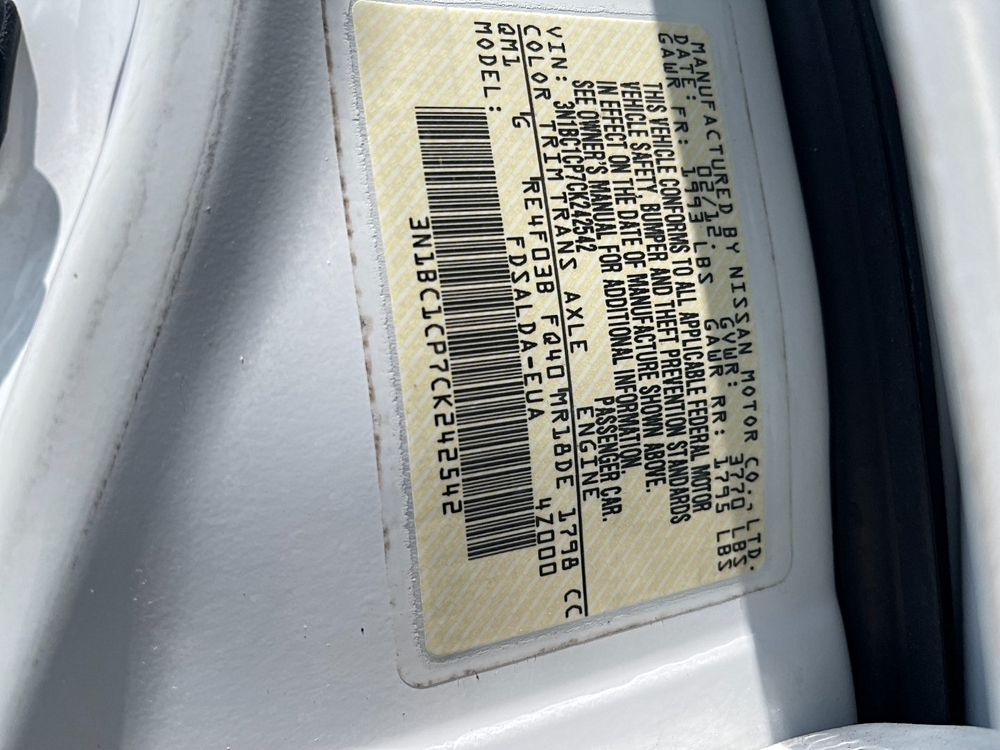 MANUFACTURED BY NISSAN MOTOR CO., LTD.
DATE: 02/12. GVWR: 3770 LBS
GAWR FR: 1993 LBS GAWR RR: 1795 LBS
THIS VEHICLE CONFORMS TO ALL APPLICABLE FEDERAL MOTOR
VEHICLE SAFETY, BUMPER AND THEFT PREVENTION STANDARDS
IN EFFECT ON THE DATE OF MANUFACTURE SHOWN ABOVE.
SEE OWNER'S MANUAL FOR ADDITIONAL INFORMATION.
VIN: 3N1BC1CP7CK242542 PASSENGER CAR.
COLOR TRIM TRANS AXLE ENGINE
QM1 G RE4F03B FQ40 MR18DE 1798 CC
MODEL: FDSALDA-EUA 4Z000
3N1BC1CP7CK242542